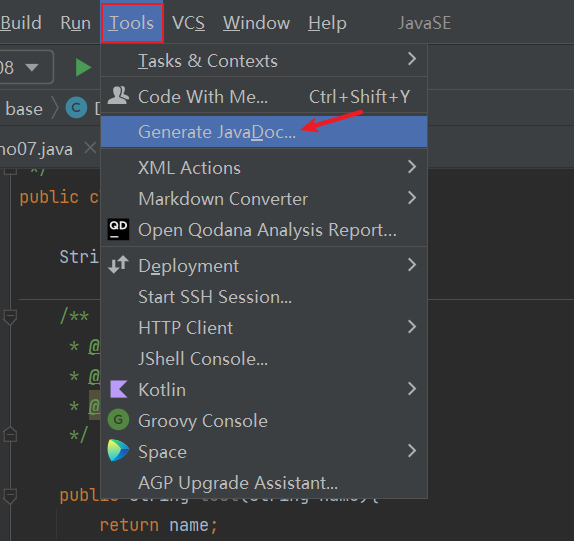 Build Run Tools VCS Window Help JavaSE
08
Tasks & Contexts
base C
Code With Me... Ctrl+Shift+Y
Generate JavaDoc...
no07.java
*/
XML Actions
public
Markdown Converter
QD Open Qodana Analysis Report...
Stri
Deployment
Start SSH Session...
/**
HTTP Client
* @
JShell Console...
* @
Kotlin
* @
G Groovy Console
*/
Space
AGP Upgrade Assistant...
public String test(String name){
return name;